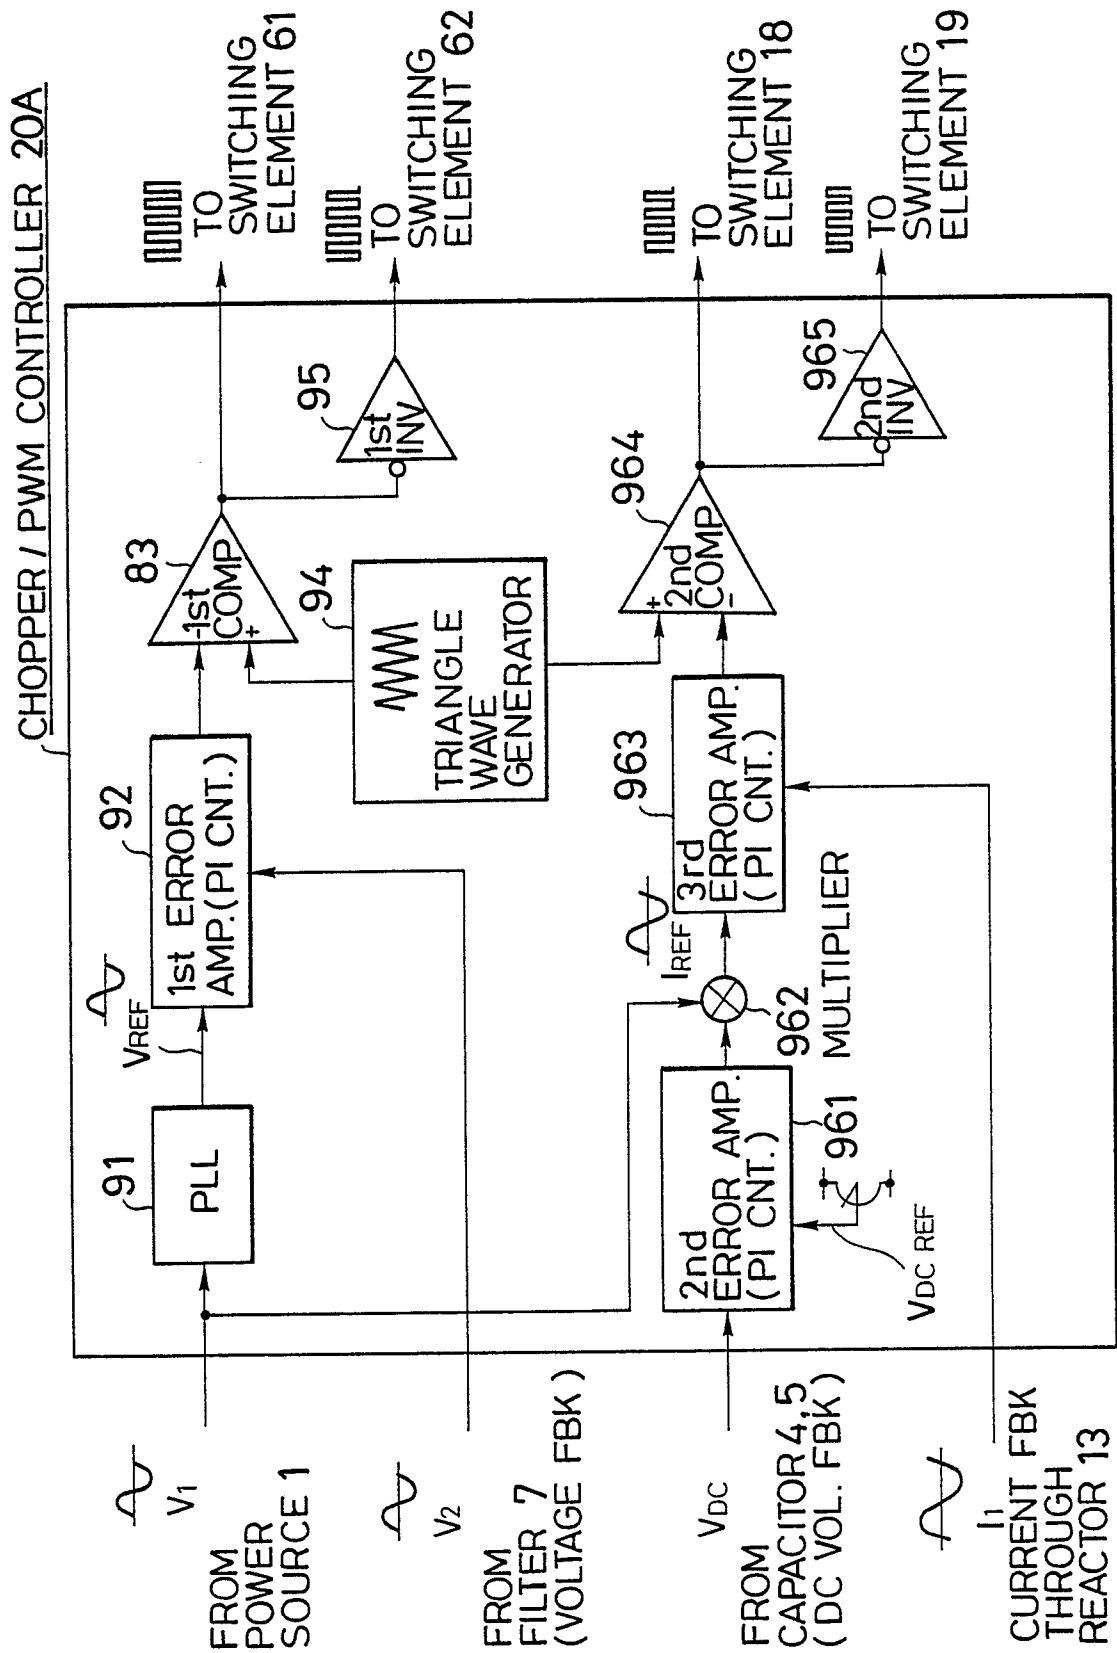 CHOPPER / PWM CONTROLLER 20A
FROM
POWER
SOURCE 1
V1
91
PLL
VREF
92
1st ERROR
AMP.(PI CNT.)
83
-1st
COMP
+
TO
SWITCHING
ELEMENT 61
95
1st
INV
TO
SWITCHING
ELEMENT 62
FROM
FILTER 7
(VOLTAGE FBK)
V2
94
TRIANGLE
WAVE
GENERATOR
FROM
CAPACITOR 4, 5
(DC VOL. FBK)
VDC
2nd
ERROR AMP.
(PI CNT.)
961
VDC REF
962
MULTIPLIER
IREF
963
3rd
ERROR AMP.
(PI CNT.)
964
+
2nd
COMP
-
TO
SWITCHING
ELEMENT 18
965
2nd
INV
TO
SWITCHING
ELEMENT 19
I1
CURRENT FBK
THROUGH
REACTOR 13